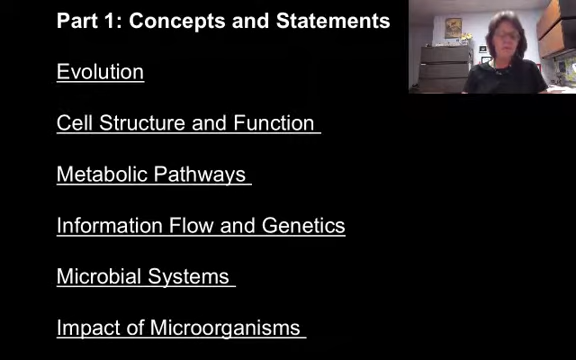 Part 1: Concepts and Statements
Evolution
Cell Structure and Function
Metabolic Pathways
Information Flow and Genetics
Microbial Systems
Impact of Microorganisms